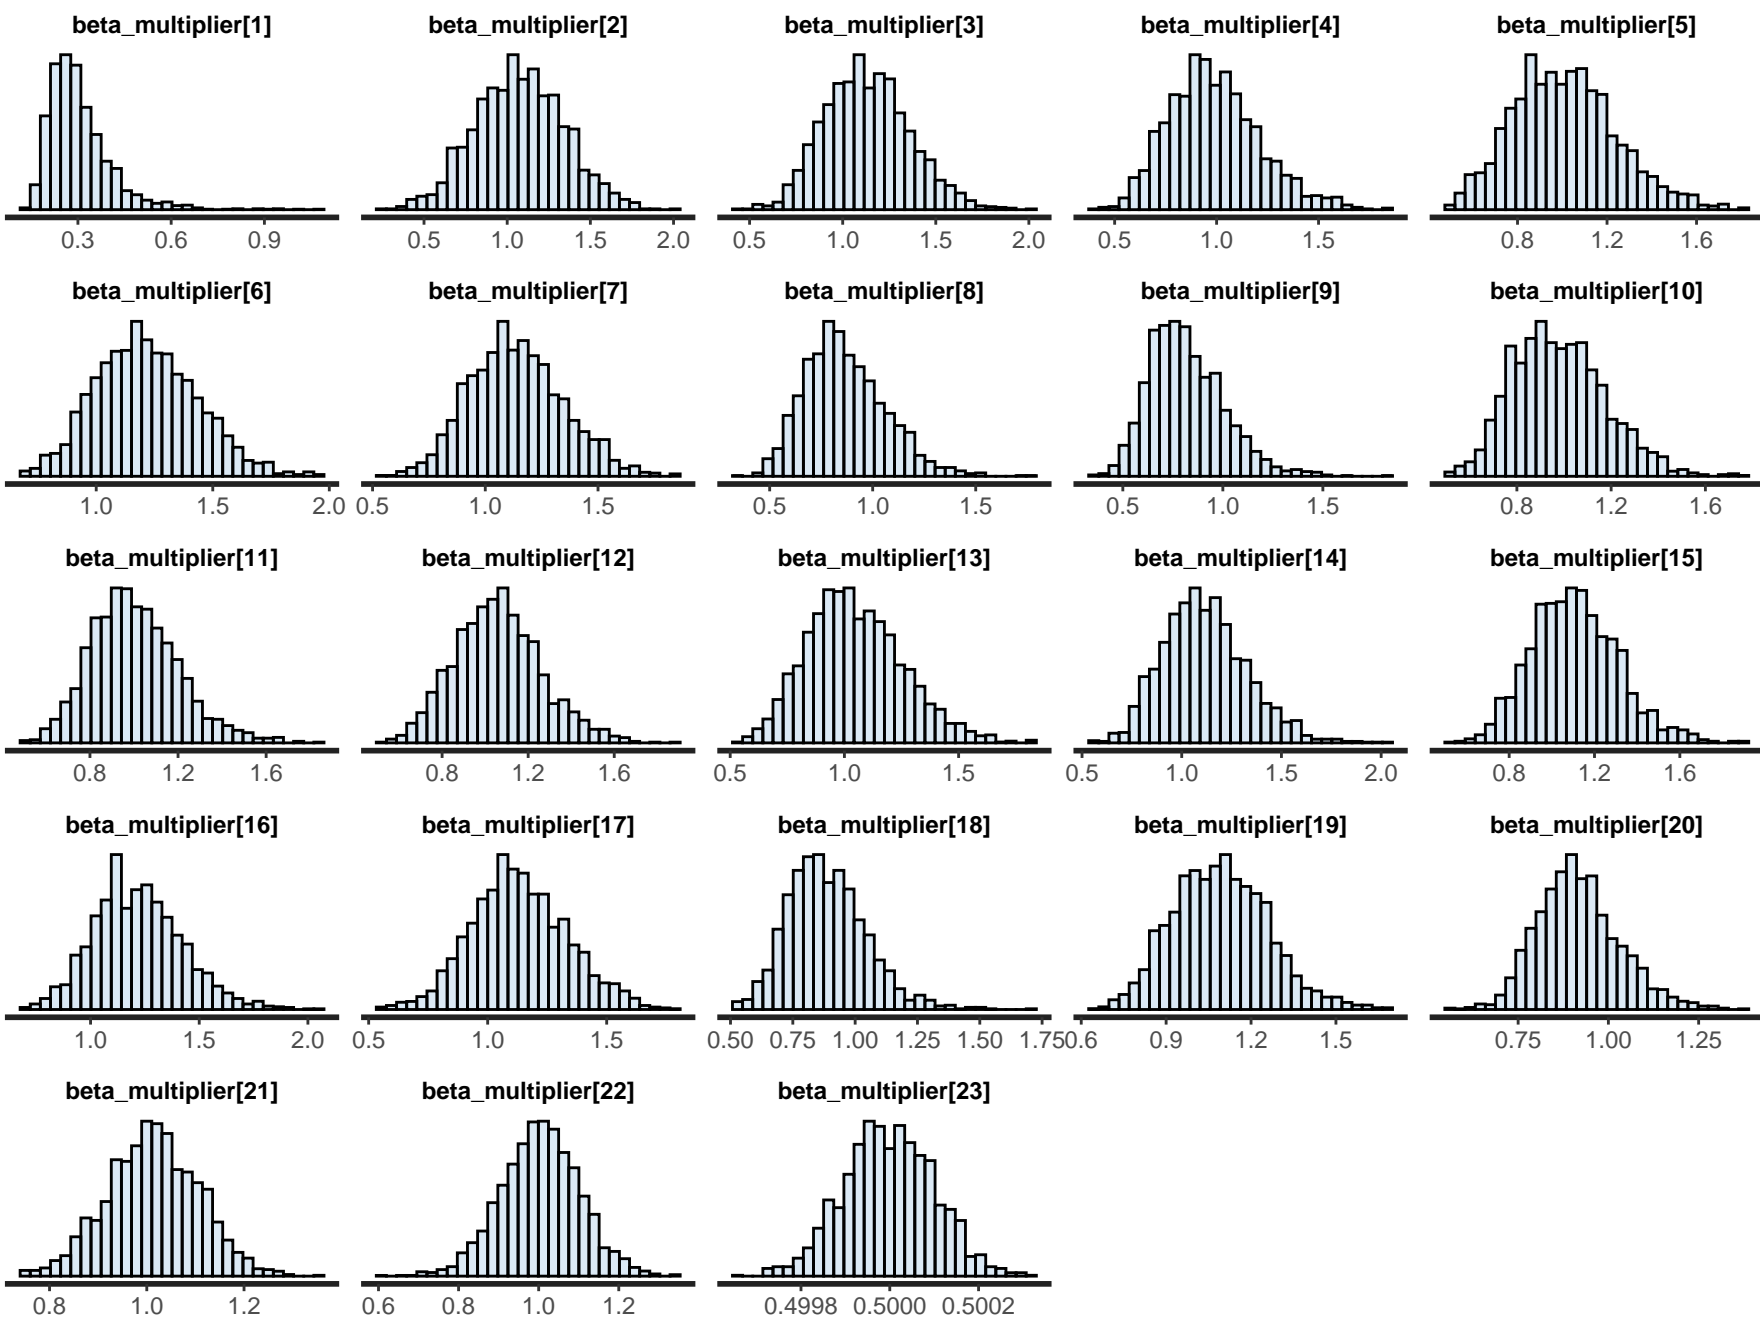 beta_multiplier[1] beta_multiplier[2] beta_multiplier[3] beta_multiplier[4] beta_multiplier[5]
0.3 0.6 0.9 0.5 1.0 1.5 2.0 0.5 1.0 1.5 2.0 0.5 1.0 1.5 0.8 1.2 1.6
beta_multiplier[6] beta_multiplier[7] beta_multiplier[8] beta_multiplier[9] beta_multiplier[10]
1.0 1.5 2.0 0.5 1.0 1.5 0.5 1.0 1.5 0.5 1.0 1.5 0.8 1.2 1.6
beta_multiplier[11] beta_multiplier[12] beta_multiplier[13] beta_multiplier[14] beta_multiplier[15]
0.8 1.2 1.6 0.8 1.2 1.6 0.5 1.0 1.5 0.5 1.0 1.5 2.0 0.8 1.2 1.6
beta_multiplier[16] beta_multiplier[17] beta_multiplier[18] beta_multiplier[19] beta_multiplier[20]
1.0 1.5 2.0 0.5 1.0 1.5 0.50 0.75 1.00 1.25 1.50 1.75 0.6 0.9 1.2 1.5 0.75 1.00 1.25
beta_multiplier[21] beta_multiplier[22] beta_multiplier[23]
0.8 1.0 1.2 0.6 0.8 1.0 1.2 0.4998 0.5000 0.5002